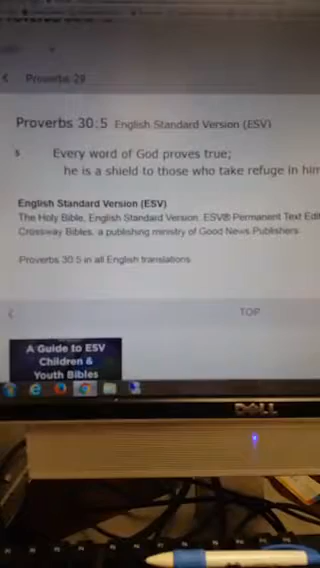 Proverbs 29
Proverbs 30:5 English Standard Version (ESV)
5 Every word of God proves true;
he is a shield to those who take refuge in him
English Standard Version (ESV)
The Holy Bible, English Standard Version. ESV® Permanent Text Edit
Crossway Bibles, a publishing ministry of Good News Publishers.
Proverbs 30:5 in all English translations
TOP
A Guide to ESV
Children &
Youth Bibles
DELL